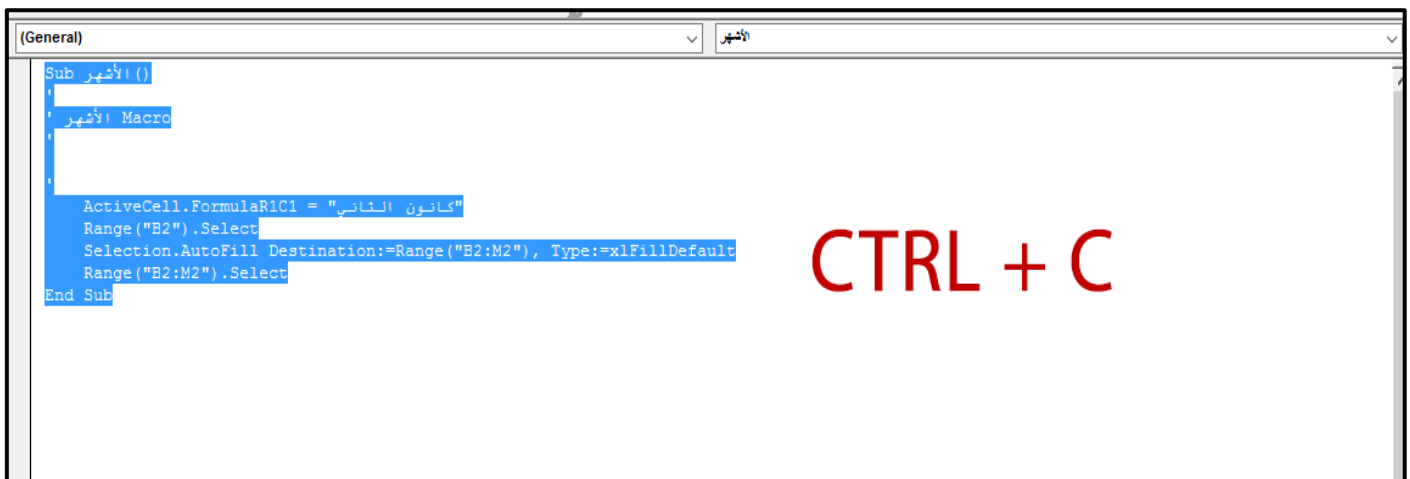 (General)
الأشهر
Sub الأشهر()
'
' الأشهر Macro
'
'
ActiveCell.FormulaR1C1 = "كانون الثاني"
Range("B2").Select
Selection.AutoFill Destination:=Range("B2:M2"), Type:=xlFillDefault
Range("B2:M2").Select
End Sub
CTRL + C